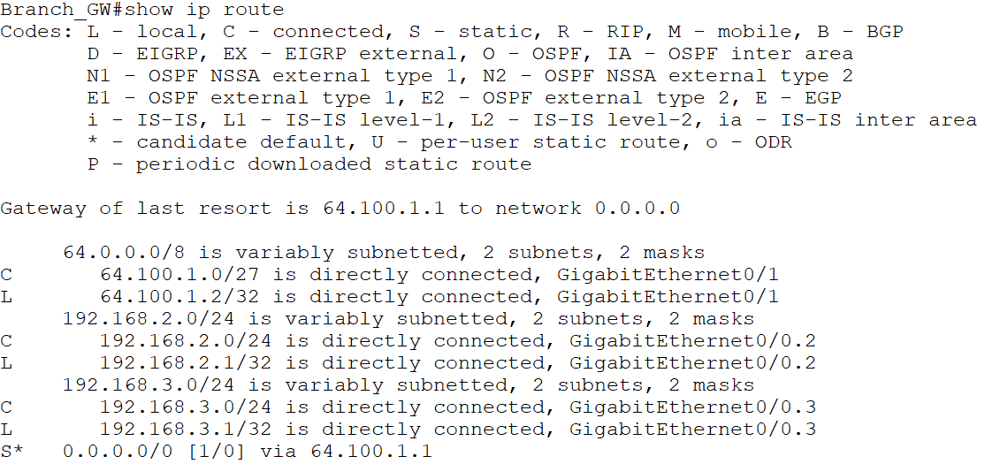 Branch_GW#show ip route
Codes: L - local, C - connected, S - static, R - RIP, M - mobile, B - BGP
       D - EIGRP, EX - EIGRP external, O - OSPF, IA - OSPF inter area
       N1 - OSPF NSSA external type 1, N2 - OSPF NSSA external type 2
       E1 - OSPF external type 1, E2 - OSPF external type 2, E - EGP
       i - IS-IS, L1 - IS-IS level-1, L2 - IS-IS level-2, ia - IS-IS inter area
       * - candidate default, U - per-user static route, o - ODR
       P - periodic downloaded static route

Gateway of last resort is 64.100.1.1 to network 0.0.0.0

     64.0.0.0/8 is variably subnetted, 2 subnets, 2 masks
C       64.100.1.0/27 is directly connected, GigabitEthernet0/1
L       64.100.1.2/32 is directly connected, GigabitEthernet0/1
     192.168.2.0/24 is variably subnetted, 2 subnets, 2 masks
C       192.168.2.0/24 is directly connected, GigabitEthernet0/0.2
L       192.168.2.1/32 is directly connected, GigabitEthernet0/0.2
     192.168.3.0/24 is variably subnetted, 2 subnets, 2 masks
C       192.168.3.0/24 is directly connected, GigabitEthernet0/0.3
L       192.168.3.1/32 is directly connected, GigabitEthernet0/0.3
S*   0.0.0.0/0 [1/0] via 64.100.1.1